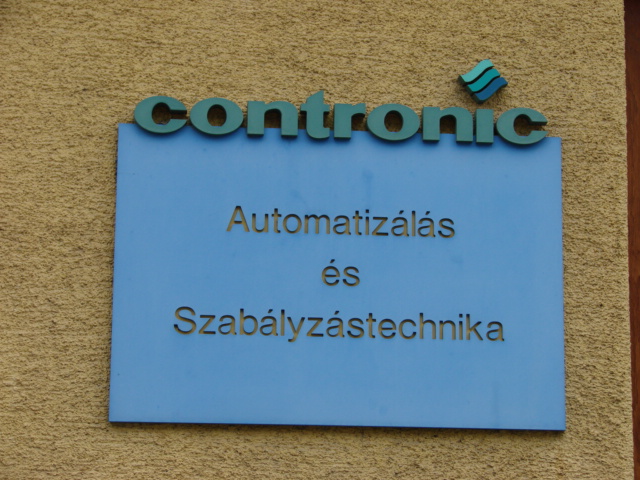 contronic
Automatizálás
és
Szabályzástechnika